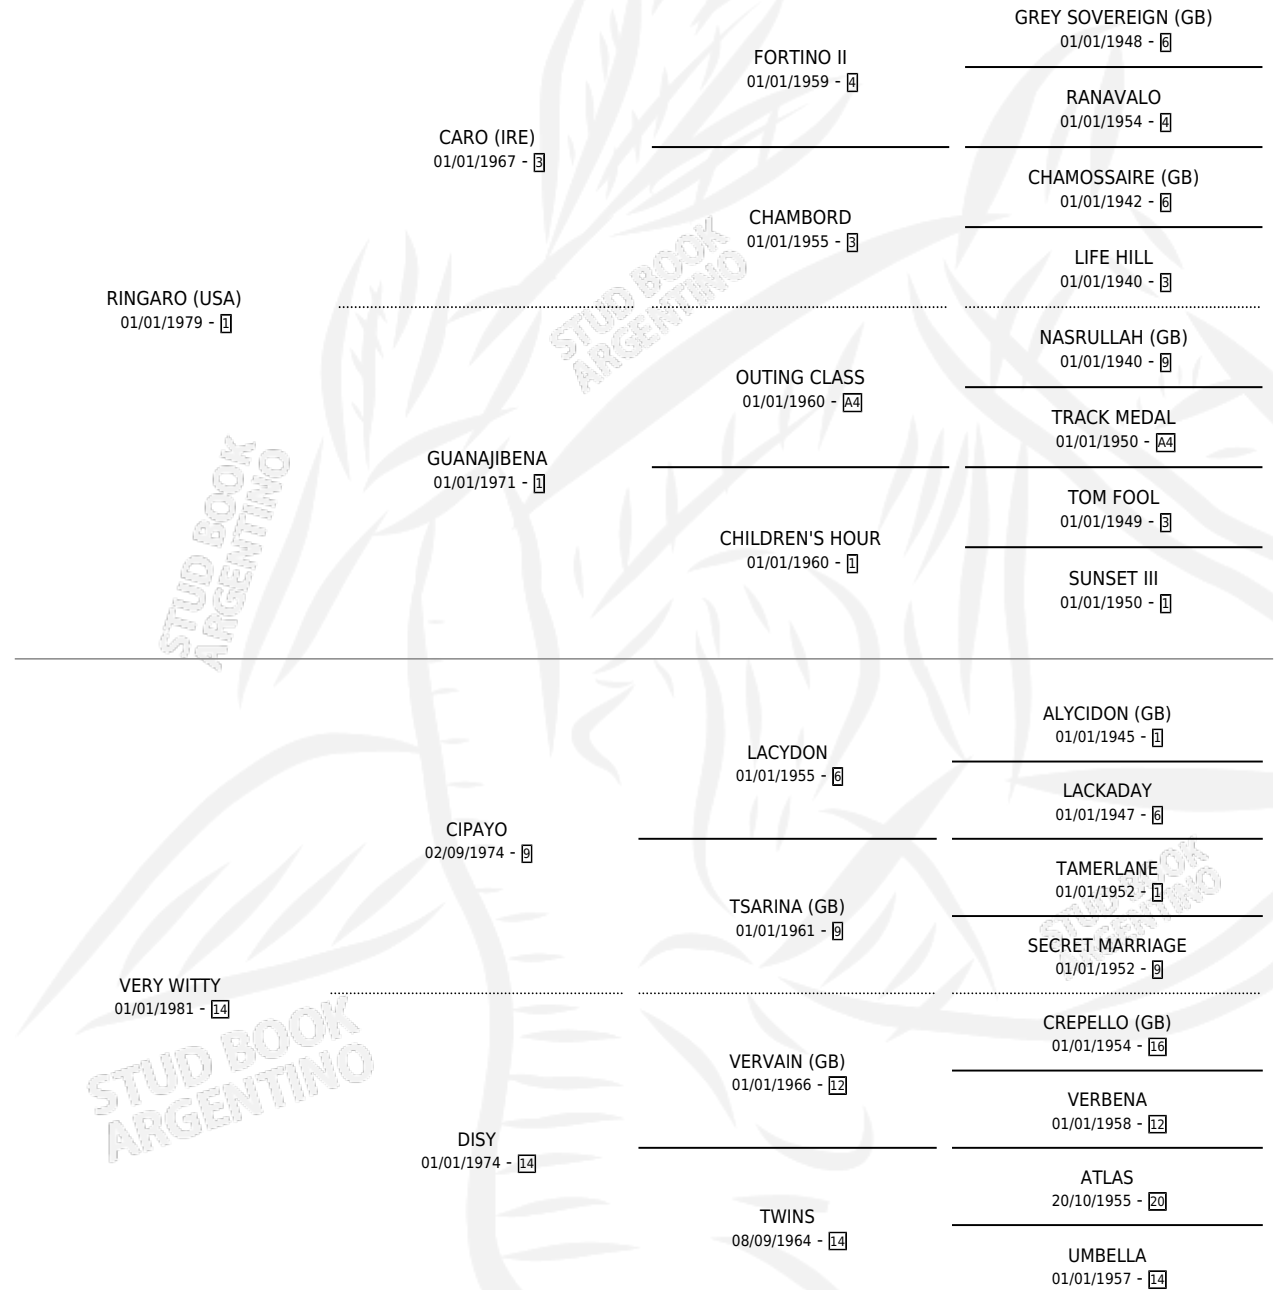 GREY SOVEREIGN (GB)
01/01/1948 - 6
FORTINO II
01/01/1959 - 4
RANAVALO
01/01/1954 - 4
CARO (IRE)
01/01/1967 - 3
CHAMOSSAIRE (GB)
01/01/1942 - 6
CHAMBORD
01/01/1955 - 3
LIFE HILL
01/01/1940 - 3
RINGARO (USA)
01/01/1979 - 1
NASRULLAH (GB)
01/01/1940 - 9
OUTING CLASS
01/01/1960 - A4
TRACK MEDAL
01/01/1950 - A4
GUANAJIBENA
01/01/1971 - 1
TOM FOOL
01/01/1949 - 3
CHILDREN'S HOUR
01/01/1960 - 1
SUNSET III
01/01/1950 - 1
ALYCIDON (GB)
01/01/1945 - 1
LACYDON
01/01/1955 - 6
LACKADAY
01/01/1947 - 6
CIPAYO
02/09/1974 - 9
TAMERLANE
01/01/1952 - 1
TSARINA (GB)
01/01/1961 - 9
SECRET MARRIAGE
01/01/1952 - 9
VERY WITTY
01/01/1981 - 14
CREPELLO (GB)
01/01/1954 - 16
VERVAIN (GB)
01/01/1966 - 12
VERBENA
01/01/1958 - 12
DISY
01/01/1974 - 14
ATLAS
20/10/1955 - 20
TWINS
08/09/1964 - 14
UMBELLA
01/01/1957 - 14
STUD BOOK
ARGENTINO
STUD BOOK
ARGENTINO
STUD BOOK
ARGENTINO
STUD BOOK
ARGENTINO